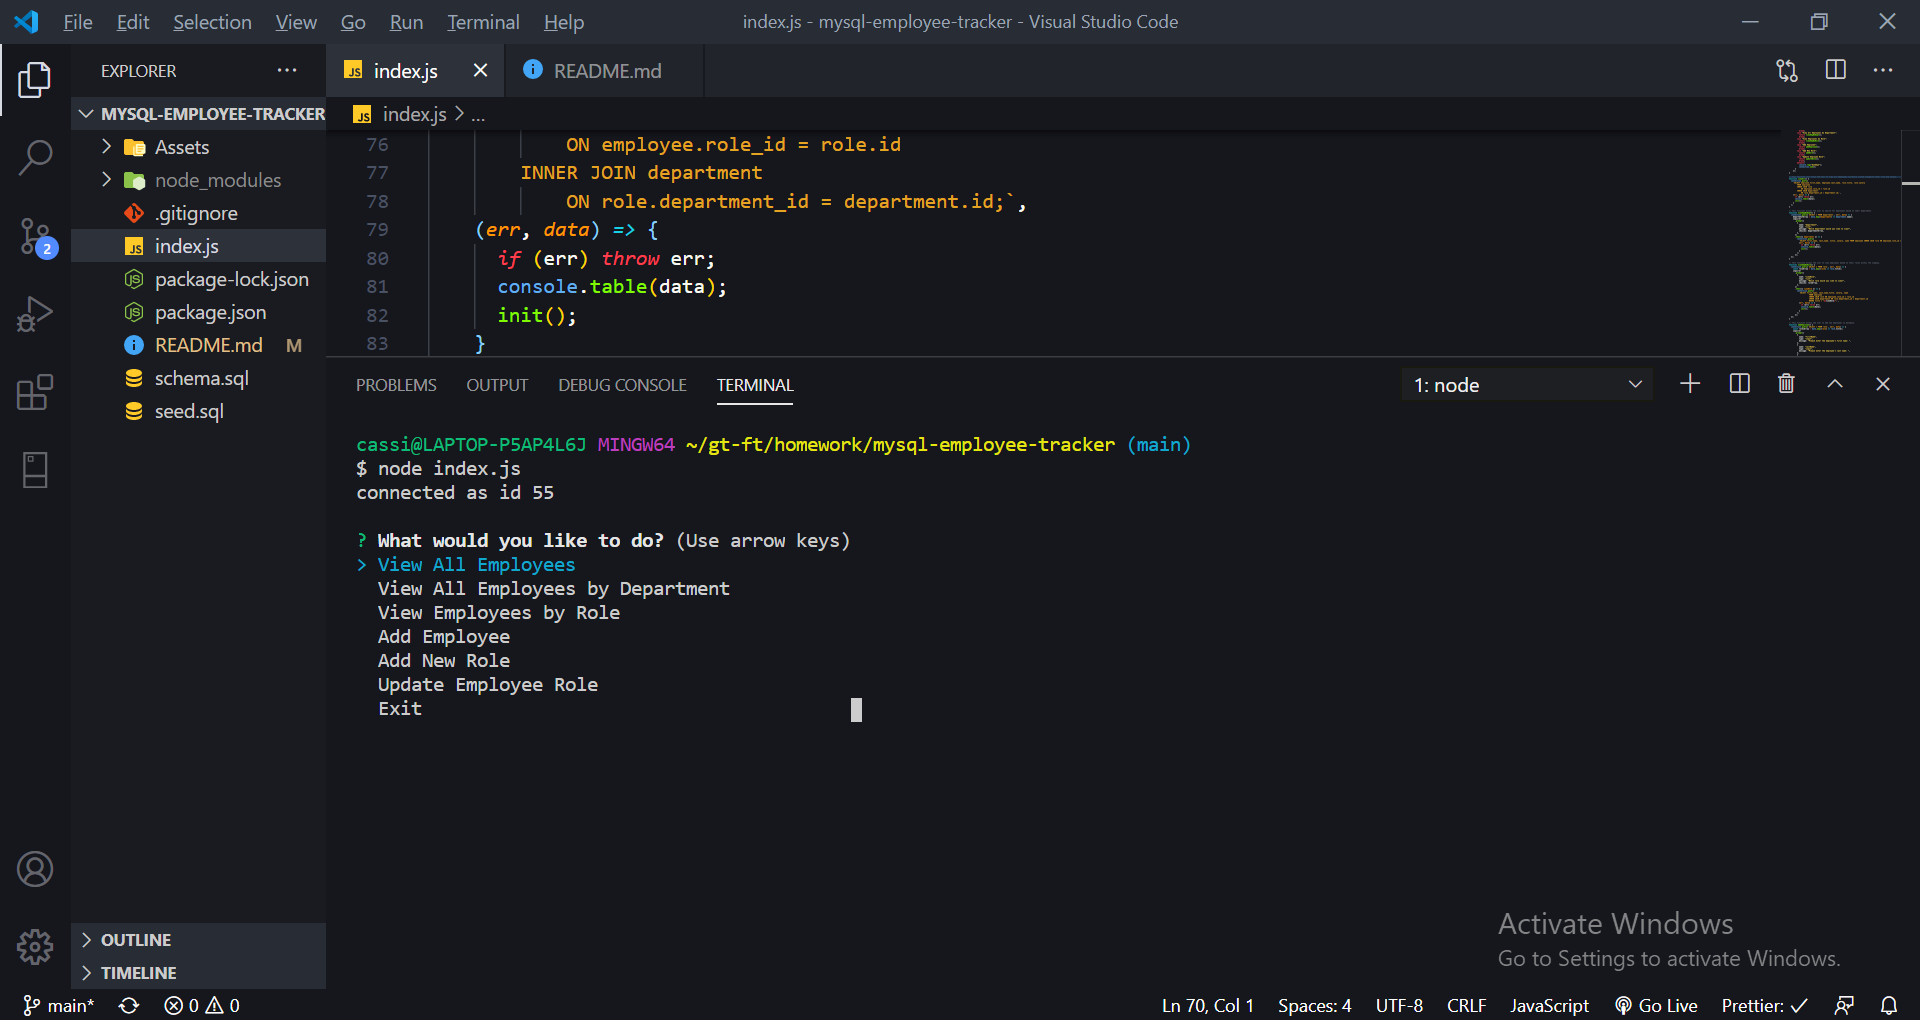 File Edit Selection View Go Run Terminal Help
index.js - mysql-employee-tracker - Visual Studio Code
EXPLORER
MYSQL-EMPLOYEE-TRACKER
Assets
node_modules
.gitignore
index.js
package-lock.json
package.json
README.md M
schema.sql
seed.sql
2
OUTLINE
TIMELINE
JS index.js
README.md
JS index.js > ...
76 ON employee.role_id = role.id
77 INNER JOIN department
78 ON role.department_id = department.id;`,
79 (err, data) => {
80 if (err) throw err;
81 console.table(data);
82 init();
83 }
PROBLEMS OUTPUT DEBUG CONSOLE TERMINAL
1: node
cassi@LAPTOP-P5AP4L6J MINGW64 ~/gt-ft/homework/mysql-employee-tracker (main)
$ node index.js
connected as id 55
? What would you like to do? (Use arrow keys)
> View All Employees
View All Employees by Department
View Employees by Role
Add Employee
Add New Role
Update Employee Role
Exit
Activate Windows
Go to Settings to activate Windows.
main* 0 0
Ln 70, Col 1 Spaces: 4 UTF-8 CRLF JavaScript Go Live Prettier: ✓